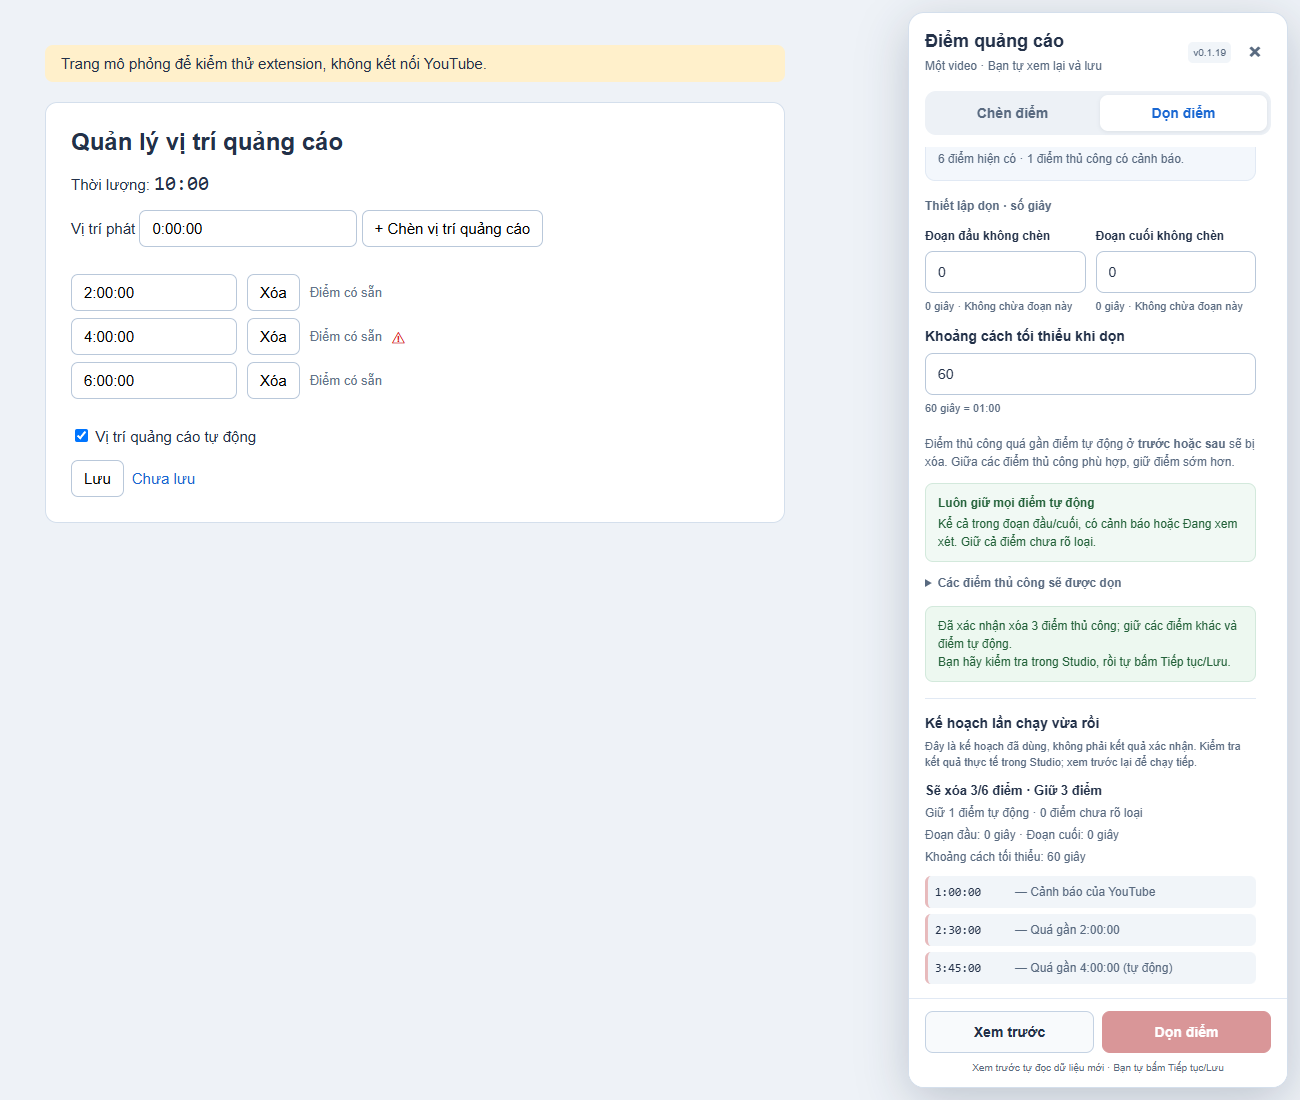 Trang mô phỏng để kiểm thử extension, không kết nối YouTube.
Quản lý vị trí quảng cáo
Thời lượng: 10:00
Vị trí phát 0:00:00 + Chèn vị trí quảng cáo
2:00:00 Xóa Điểm có sẵn
4:00:00 Xóa Điểm có sẵn
6:00:00 Xóa Điểm có sẵn
Vị trí quảng cáo tự động
Lưu Chưa lưu
Điểm quảng cáo
Một video · Bạn tự xem lại và lưu
v0.1.19
Chèn điểm Dọn điểm
6 điểm hiện có · 1 điểm thủ công có cảnh báo.
Thiết lập dọn · số giây
Đoạn đầu không chèn Đoạn cuối không chèn
0 0
0 giây · Không chừa đoạn này 0 giây · Không chừa đoạn này
Khoảng cách tối thiểu khi dọn
60
60 giây = 01:00
Điểm thủ công quá gần điểm tự động ở trước hoặc sau sẽ bị
xóa. Giữa các điểm thủ công phù hợp, giữ điểm sớm hơn.
Luôn giữ mọi điểm tự động
Kể cả trong đoạn đầu/cuối, có cảnh báo hoặc Đang xem
xét. Giữ cả điểm chưa rõ loại.
Các điểm thủ công sẽ được dọn
Đã xác nhận xóa 3 điểm thủ công; giữ các điểm khác và
điểm tự động.
Bạn hãy kiểm tra trong Studio, rồi tự bấm Tiếp tục/Lưu.
Kế hoạch lần chạy vừa rồi
Đây là kế hoạch đã dùng, không phải kết quả xác nhận. Kiểm tra
kết quả thực tế trong Studio; xem trước lại để chạy tiếp.
Sẽ xóa 3/6 điểm · Giữ 3 điểm
Giữ 1 điểm tự động · 0 điểm chưa rõ loại
Đoạn đầu: 0 giây · Đoạn cuối: 0 giây
Khoảng cách tối thiểu: 60 giây
1:00:00 — Cảnh báo của YouTube
2:30:00 — Quá gần 2:00:00
3:45:00 — Quá gần 4:00:00 (tự động)
Xem trước Dọn điểm
Xem trước tự đọc dữ liệu mới · Bạn tự bấm Tiếp tục/Lưu